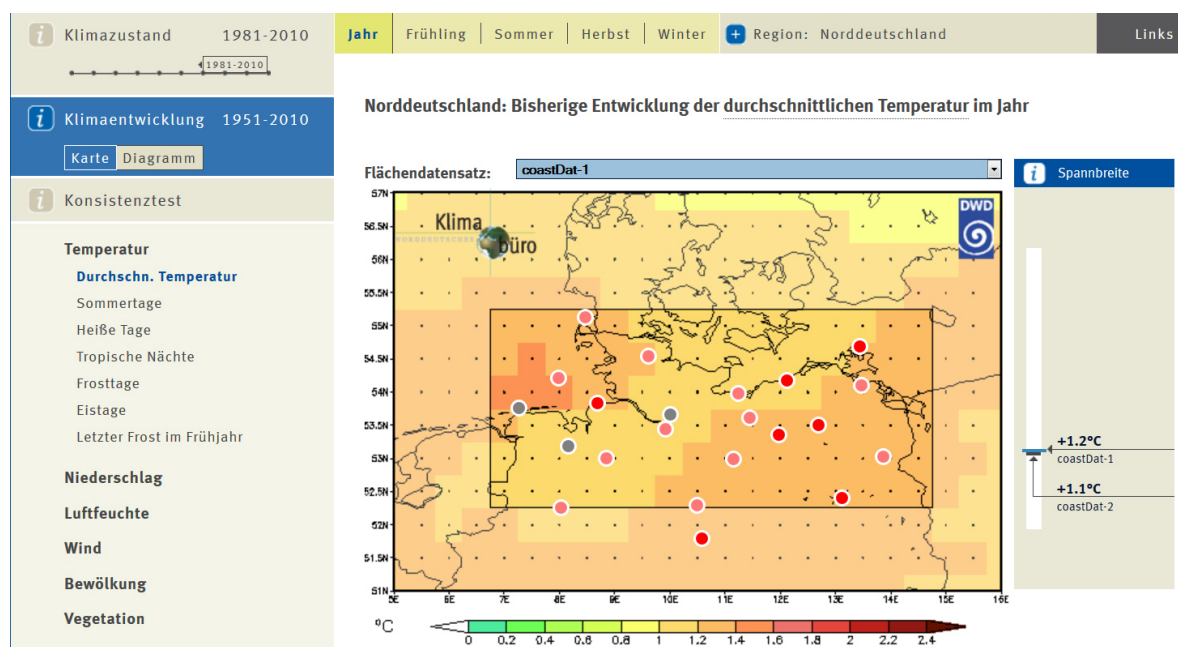 i Klimazustand 1981-2010
1981-2010
i Klimaentwicklung 1951-2010
Karte Diagramm
i Konsistenztest
Temperatur
Durchschn. Temperatur
Sommertage
Heiße Tage
Tropische Nächte
Frosttage
Eistage
Letzter Frost im Frühjahr
Niederschlag
Luftfeuchte
Wind
Bewölkung
Vegetation
Jahr Frühling Sommer Herbst Winter + Region: Norddeutschland Links
Norddeutschland: Bisherige Entwicklung der durchschnittlichen Temperatur im Jahr
Flächendatensatz: coastDat-1
Klima
NORDDEUTSCHES
büro
DWD
57N
56.5N
56N
55.5N
55N
54.5N
54N
53.5N
53N
52.5N
52N
51.5N
51N
5E 6E 7E 8E 9E 10E 11E 12E 13E 14E 15E 16E
°C
0 0.2 0.4 0.6 0.8 1 1.2 1.4 1.6 1.8 2 2.2 2.4
i Spannbreite
+1.2°C
coastDat-1
+1.1°C
coastDat-2